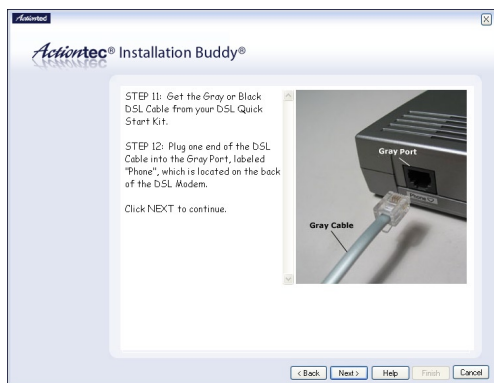 Actiontec
Actiontec® Installation Buddy®
STEP 11: Get the Gray or Black
DSL Cable from your DSL Quick
Start Kit.
STEP 12: Plug one end of the DSL
Cable into the Gray Port, labeled
"Phone", which is located on the back
of the DSL Modem.
Click NEXT to continue.
Gray Port
Phone
Gray Cable
< Back
Next >
Help
Finish
Cancel